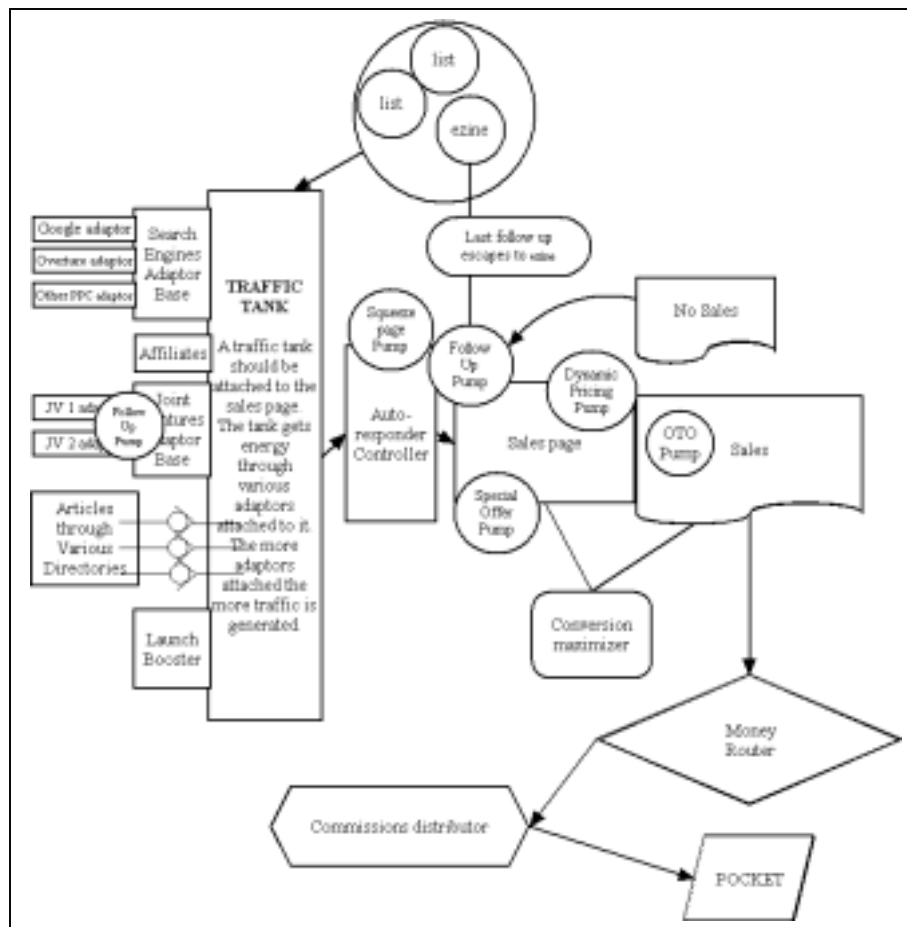 list
list
ezine
Last follow up
escapes to ezine
Google adaptor
Overture adaptor
Other PPC adaptor
Search
Engines
Adaptor
Base
TRAFFIC
TANK
A traffic tank
should be
attached to the
sales page.
The tank gets
energy
through
various
adaptors
attached to it.
The more
adaptors
attached the
more traffic is
generated
Affiliates
JV 1
JV 2
Follow
Up
Pump
Joint
Base
Articles
through
Various
Directories
Launch
Booster
Squeeze
page
Pump
Auto-
responder
Controller
Follow
Up
Pump
Dynamic
Pricing
Pump
Sales page
Special
Offer
Pump
No Sales
OTO
Pump
Sales
Conversion
maximizer
Money
Router
Commissions distributor
POCKET